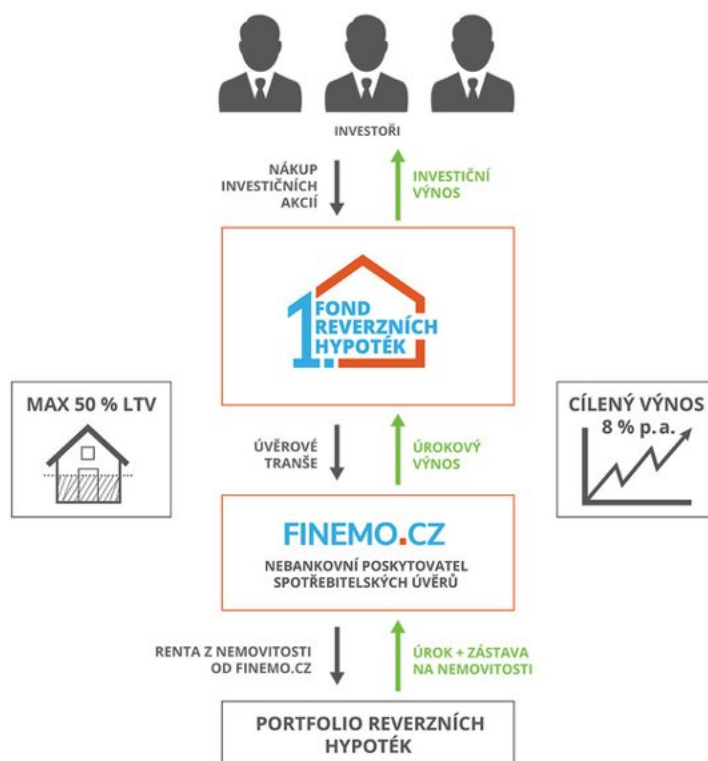 INVESTOŘI
NÁKUP
INVESTIČNÍCH
AKCIÍ
INVESTIČNÍ
VÝNOS
1. FOND
REVERZNÍCH
HYPOTÉK
MAX 50 % LTV
CÍLENÝ VÝNOS
8 % p. a.
ÚVĚROVÉ
TRANŠE
ÚROKOVÝ
VÝNOS
FINEMO.CZ
NEBANKOVNÍ POSKYTOVATEL
SPOTŘEBITELSKÝCH ÚVĚRŮ
RENTA Z NEMOVITOSTI
OD FINEMO.CZ
ÚROK + ZÁSTAVA
NA NEMOVITOSTI
PORTFOLIO REVERZNÍCH
HYPOTÉK